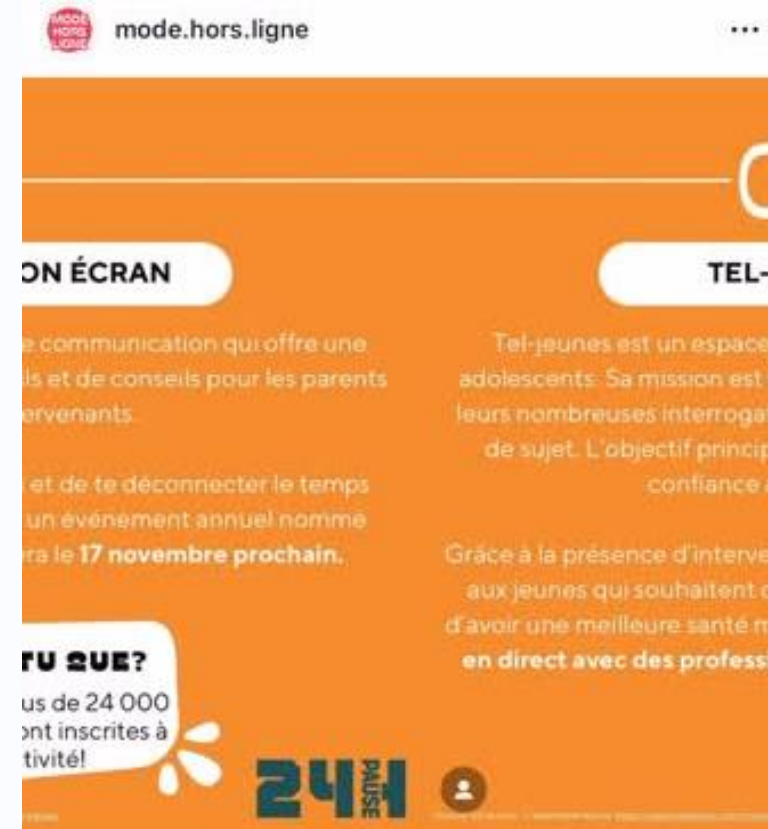 MODE
HORS
LIGNE
mode.hors.ligne
ON ÉCRAN
e communication qui offre une
ls et de conseils pour les parents
ervenants.
et de te déconnecter le temps
un événement annuel nommé
ra le 17 novembre prochain.
TU QUE?
us de 24 000
ont inscrites à
tivité!
24H
PAUSE
TEL-
Tel-jeunes est un espace
adolescents. Sa mission est
leurs nombreuses interrogat
de sujet. L'objectif princip
confiance
Grâce à la présence d'interve
aux jeunes qui souhaitent
d'avoir une meilleure santé m
en direct avec des profess